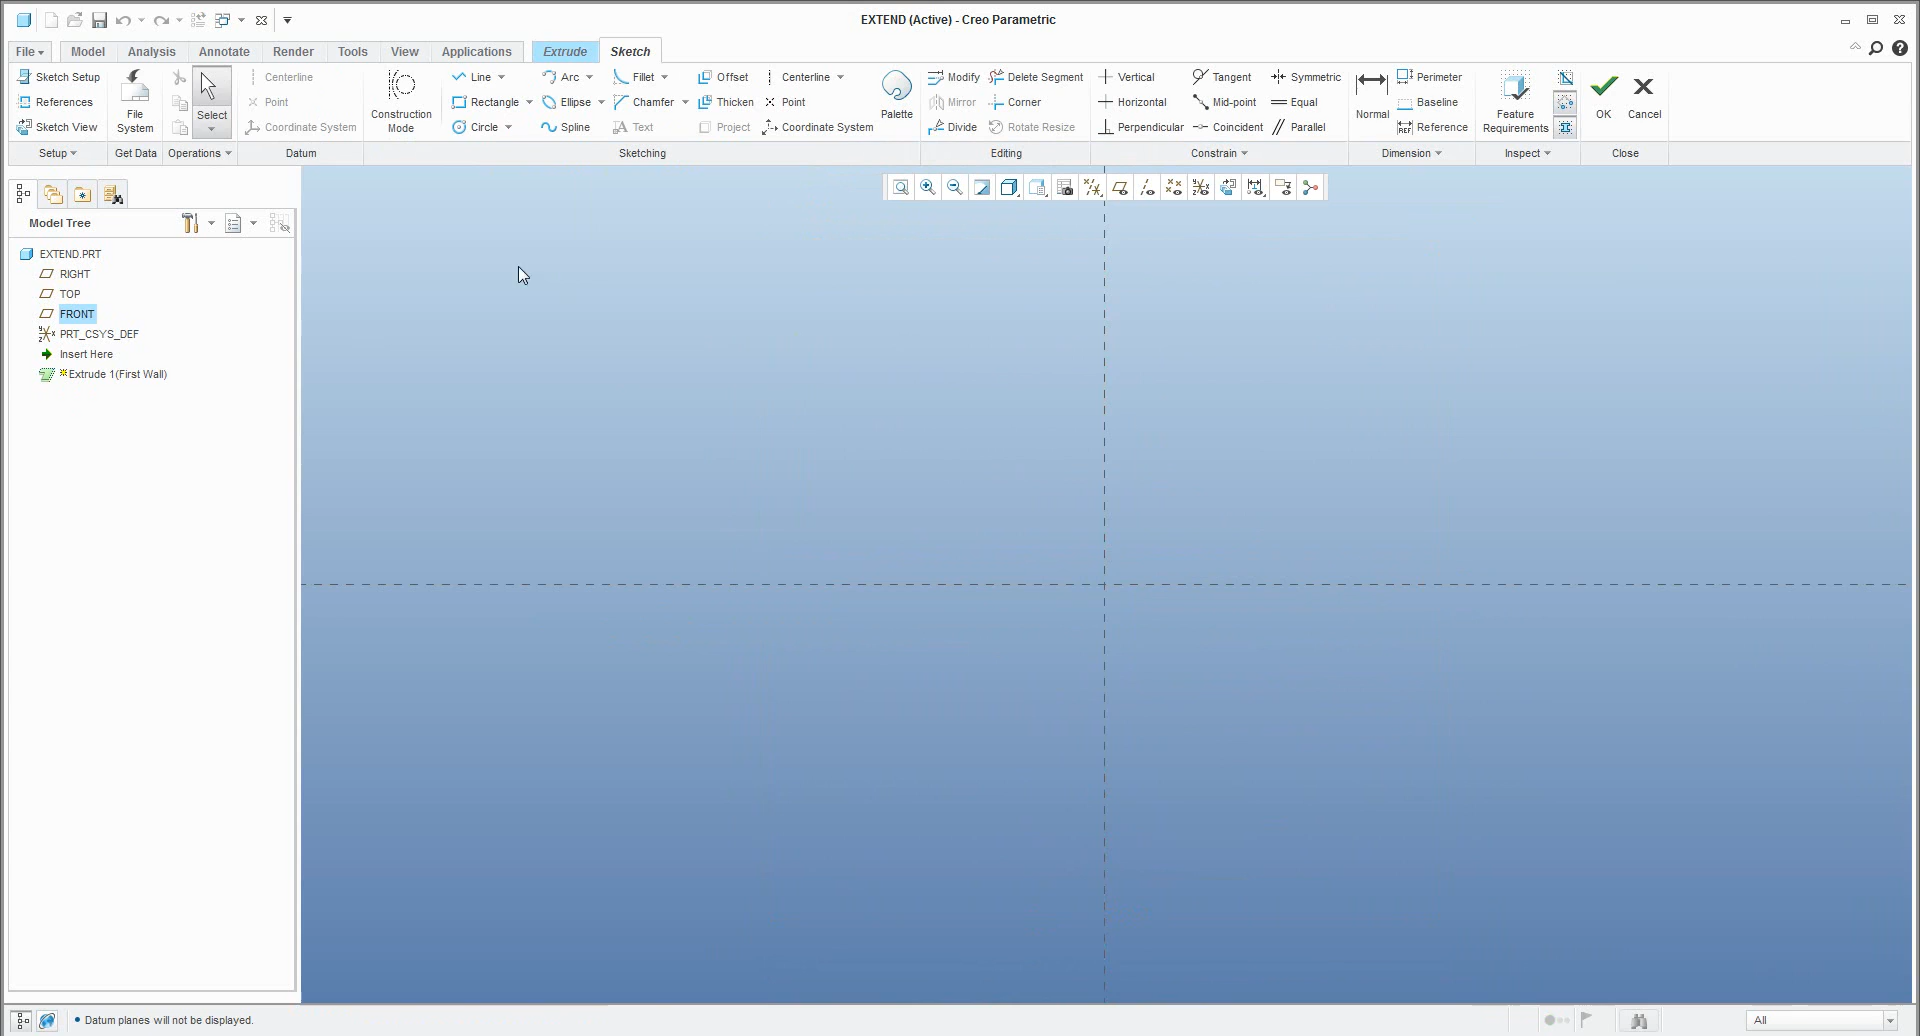 EXTEND (Active) - Creo Parametric
File Model Analysis Annotate Render Tools View Applications Extrude Sketch
Sketch Setup
References
Sketch View
Setup
File System
Get Data
Select
Operations
Centerline
Point
Coordinate System
Datum
Construction Mode
Line Arc Fillet Offset Centerline
Rectangle Ellipse Chamfer Thicken Point
Circle Spline Text Project Coordinate System
Palette
Sketching
Modify Delete Segment
Mirror Corner
Divide Rotate Resize
Editing
Vertical Tangent Symmetric
Horizontal Mid-point Equal
Perpendicular Coincident Parallel
Constrain
Normal
Perimeter
Baseline
Reference
Dimension
Feature Requirements
Inspect
OK Cancel
Close
Model Tree
EXTEND.PRT
RIGHT
TOP
FRONT
PRT_CSYS_DEF
Insert Here
Extrude 1(First Wall)
Datum planes will not be displayed.
All